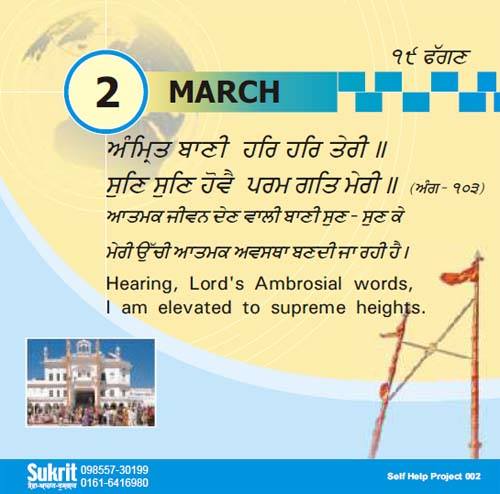 ੧੯ ਫੱਗਣ
2 MARCH
ਅੰਮ੍ਰਿਤ ਬਾਣੀ ਹਰਿ ਹਰਿ ਤੇਰੀ ॥
ਸੁਣਿ ਸੁਣਿ ਹੋਵੈ ਪਰਮ ਗਤਿ ਮੇਰੀ ॥ (ਅੰਗ - ੧੦੩)
ਆਤਮਕ ਜੀਵਨ ਦੇਣ ਵਾਲੀ ਬਾਣੀ ਸੁਣ - ਸੁਣ ਕੇ
ਮੇਰੀ ਉੱਚੀ ਆਤਮਕ ਅਵਸਥਾ ਬਣਦੀ ਜਾ ਰਹੀ ਹੈ।
Hearing, Lord's Ambrosial words,
I am elevated to supreme heights.
Sukrit 098557-30199
0161-6416980
Self Help Project 002